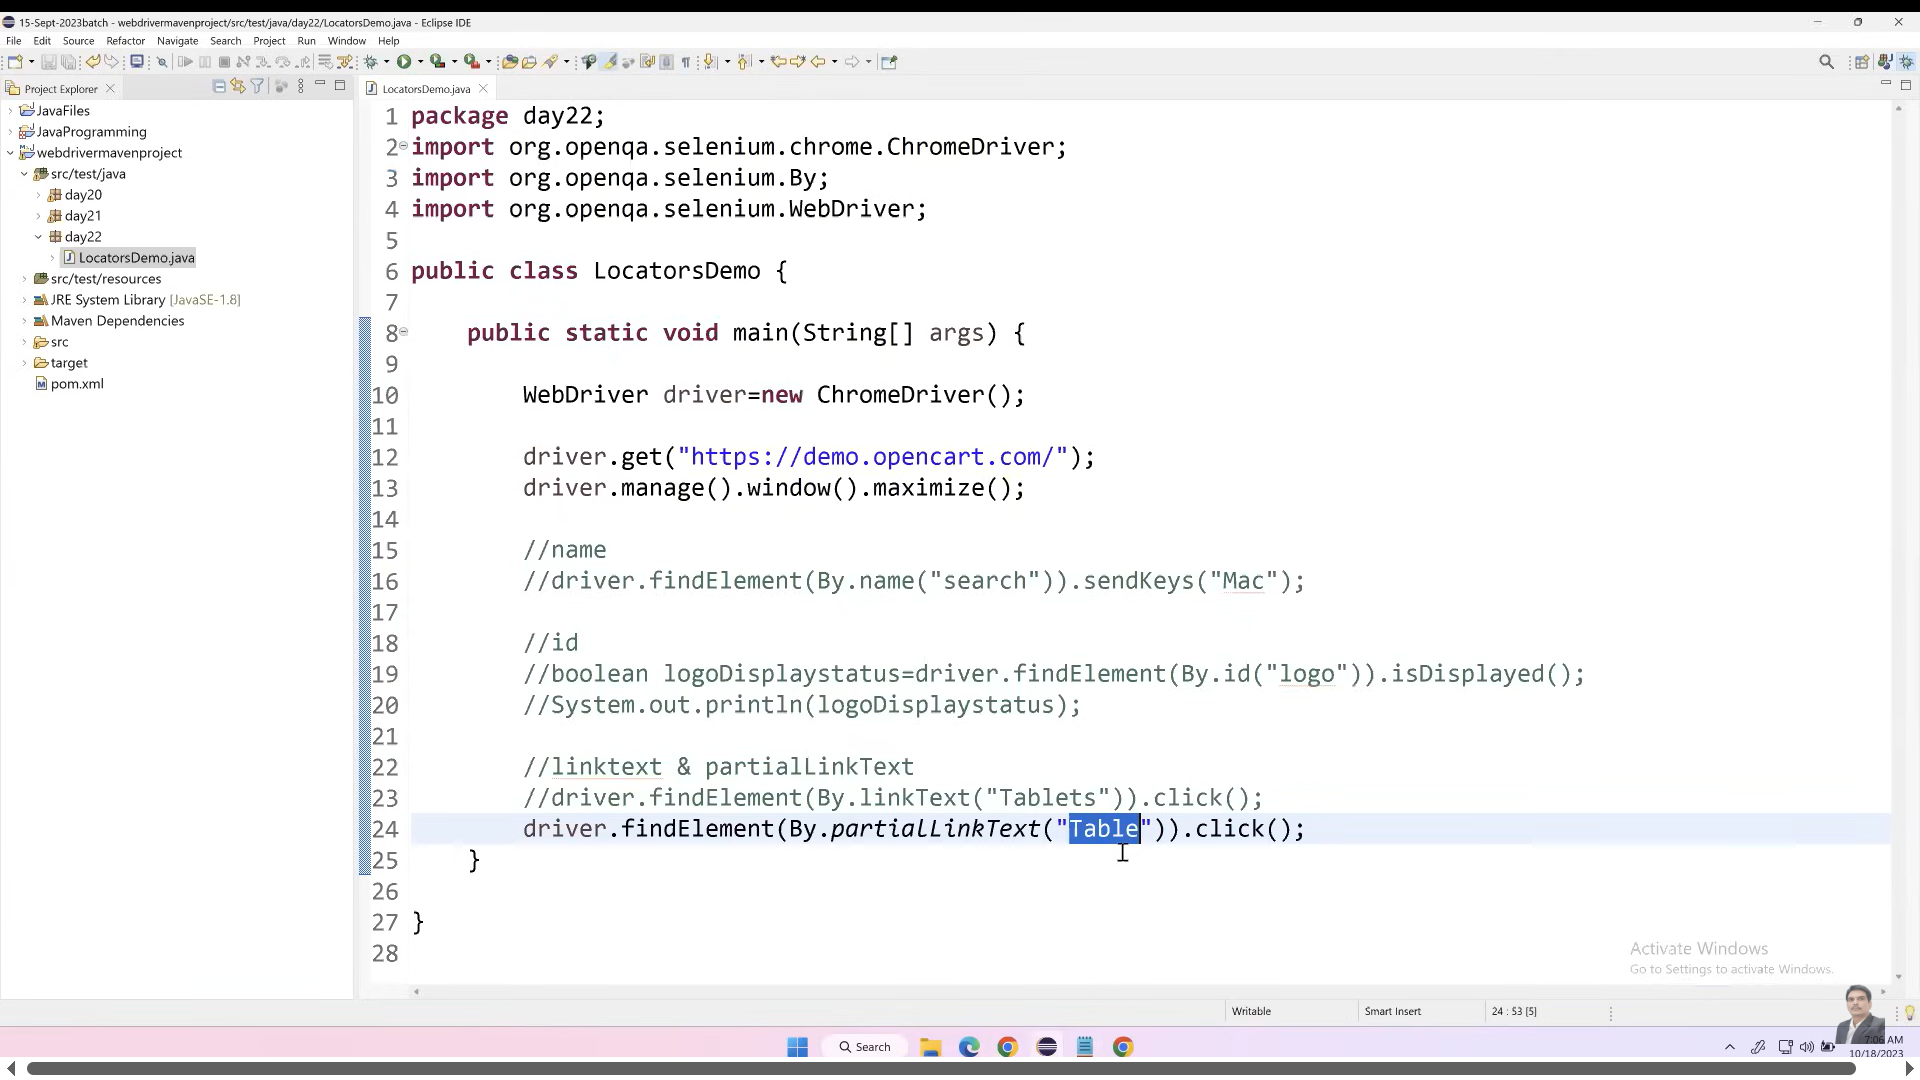 15-Sept-2023batch - webdrivermavenproject/src/test/java/day22/LocatorsDemo.java - Eclipse IDE
File Edit Source Refactor Navigate Search Project Run Window Help
Project Explorer
JavaFiles
JavaProgramming
webdrivermavenproject
src/test/java
day20
day21
day22
LocatorsDemo.java
src/test/resources
JRE System Library [JavaSE-1.8]
Maven Dependencies
src
target
pom.xml
LocatorsDemo.java
1 package day22;
2 import org.openqa.selenium.chrome.ChromeDriver;
3 import org.openqa.selenium.By;
4 import org.openqa.selenium.WebDriver;
5
6 public class LocatorsDemo {
7
8 public static void main(String[] args) {
9
10 WebDriver driver=new ChromeDriver();
11
12 driver.get("https://demo.opencart.com/");
13 driver.manage().window().maximize();
14
15 //name
16 //driver.findElement(By.name("search")).sendKeys("Mac");
17
18 //id
19 //boolean logoDisplaystatus=driver.findElement(By.id("logo")).isDisplayed();
20 //System.out.println(logoDisplaystatus);
21
22 //linktext & partialLinkText
23 //driver.findElement(By.linkText("Tablets")).click();
24 driver.findElement(By.partialLinkText("Table")).click();
25 }
26
27 }
28
Activate Windows
Go to Settings to activate Windows.
Writable Smart Insert 24 : 53 [5]
Search
7:06 AM
10/18/2023